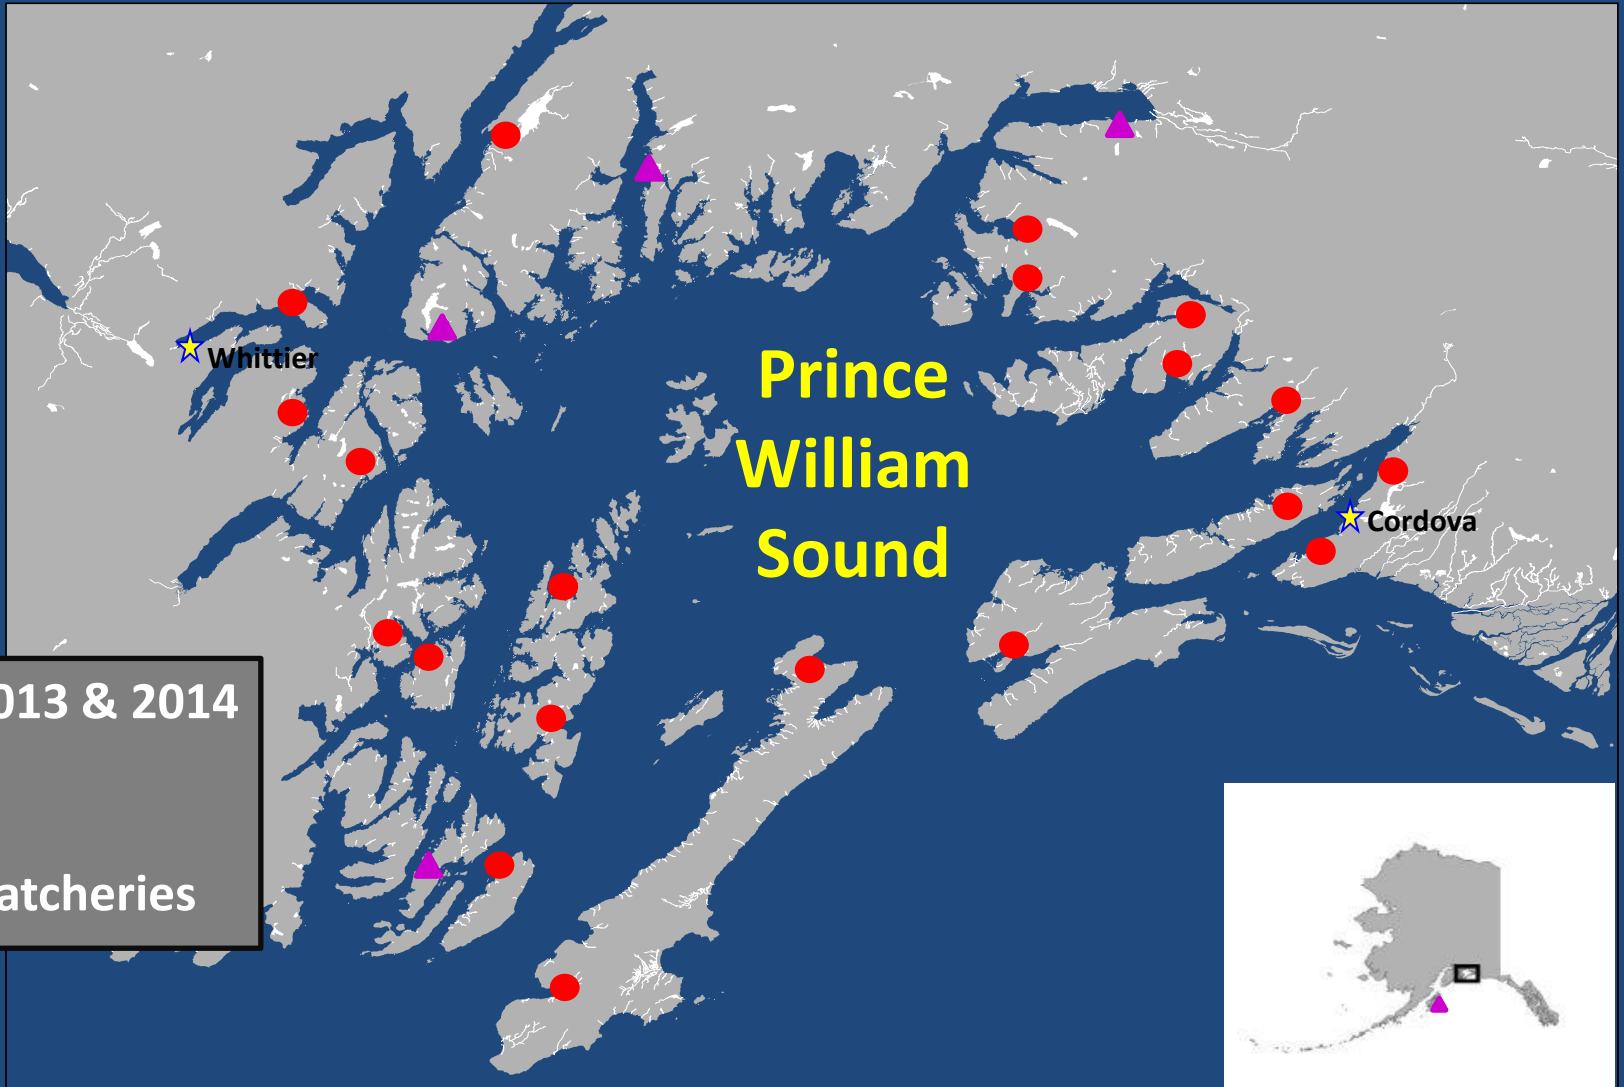 Whittier
Prince
William
Sound
Cordova
013 & 2014
atcheries